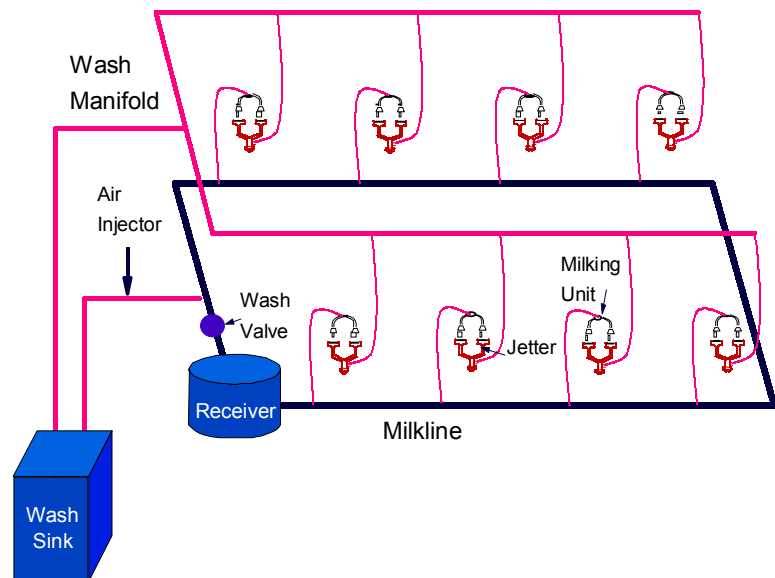 Wash
Manifold
Air
Injector
Milking
Unit
Wash
Valve
Jetter
Receiver
Milkline
Wash
Sink